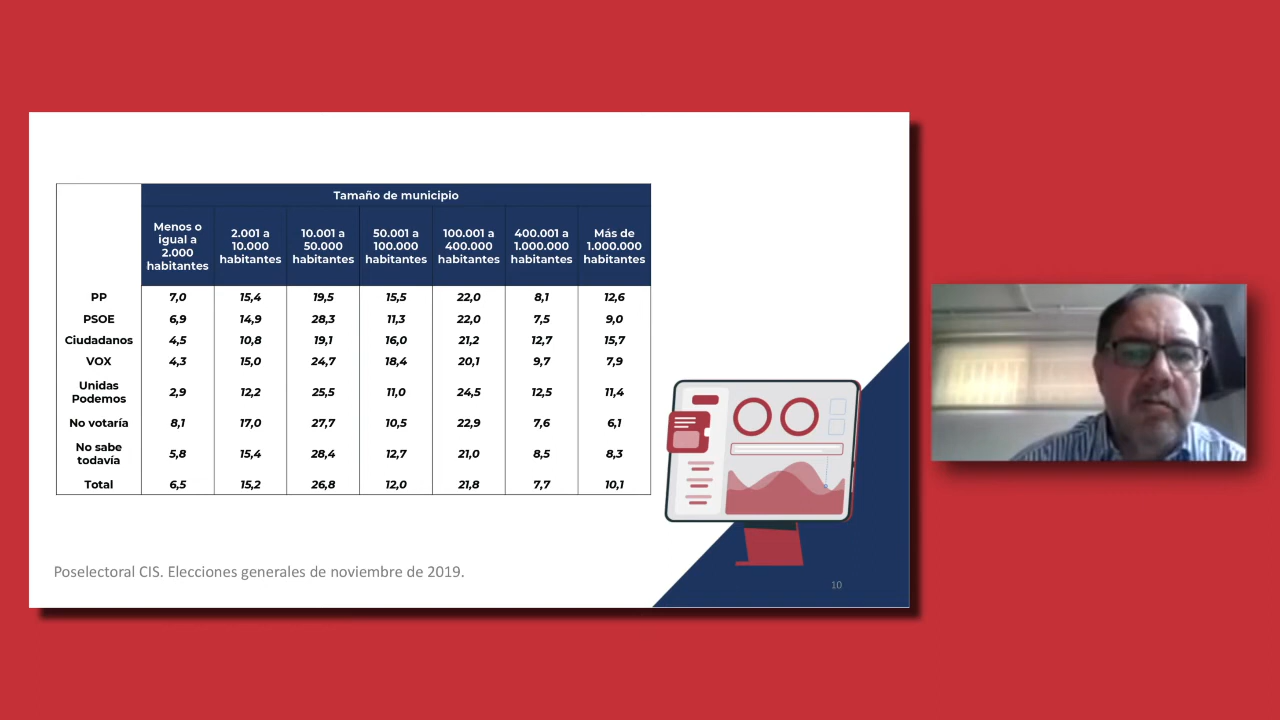 Tamaño de municipio
Menos o igual a 2.000 habitantes
2.001 a 10.000 habitantes
10.001 a 50.000 habitantes
50.001 a 100.000 habitantes
100.001 a 400.000 habitantes
400.001 a 1.000.000 habitantes
Más de 1.000.000 habitantes
PP 7,0 15,4 19,5 15,5 22,0 8,1 12,6
PSOE 6,9 14,9 28,3 11,3 22,0 7,5 9,0
Ciudadanos 4,5 10,8 19,1 16,0 21,2 12,7 15,7
VOX 4,3 15,0 24,7 18,4 20,1 9,7 7,9
Unidas Podemos 2,9 12,2 25,5 11,0 24,5 12,5 11,4
No votaría 8,1 17,0 27,7 10,5 22,9 7,6 6,1
No sabe todavía 5,8 15,4 28,4 12,7 21,0 8,5 8,3
Total 6,5 15,2 26,8 12,0 21,8 7,7 10,1
Poselectoral CIS. Elecciones generales de noviembre de 2019.
10